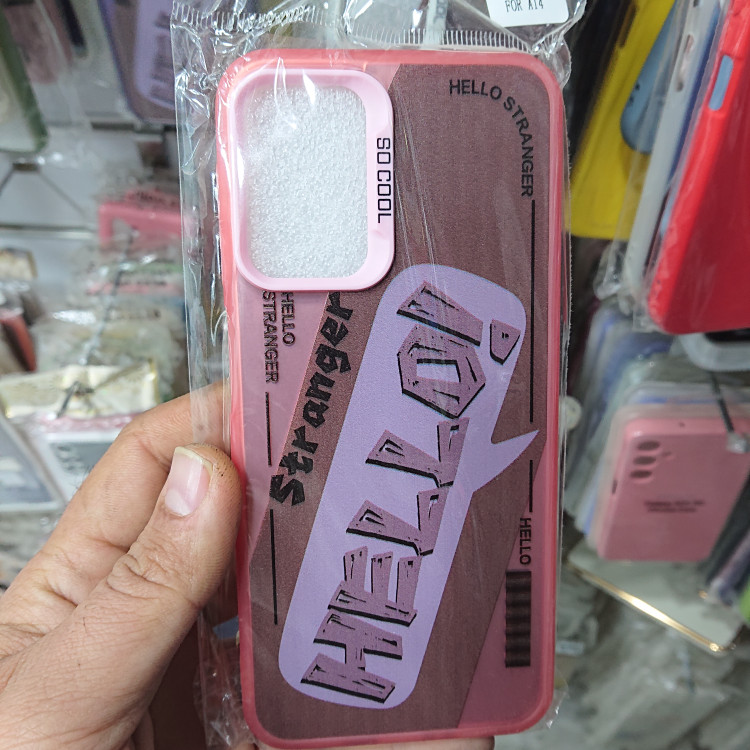 FOR A14
HELLO STRANGER
SO COOL
HELLO
STRANGER
Stranger
HELLO!
HELLO